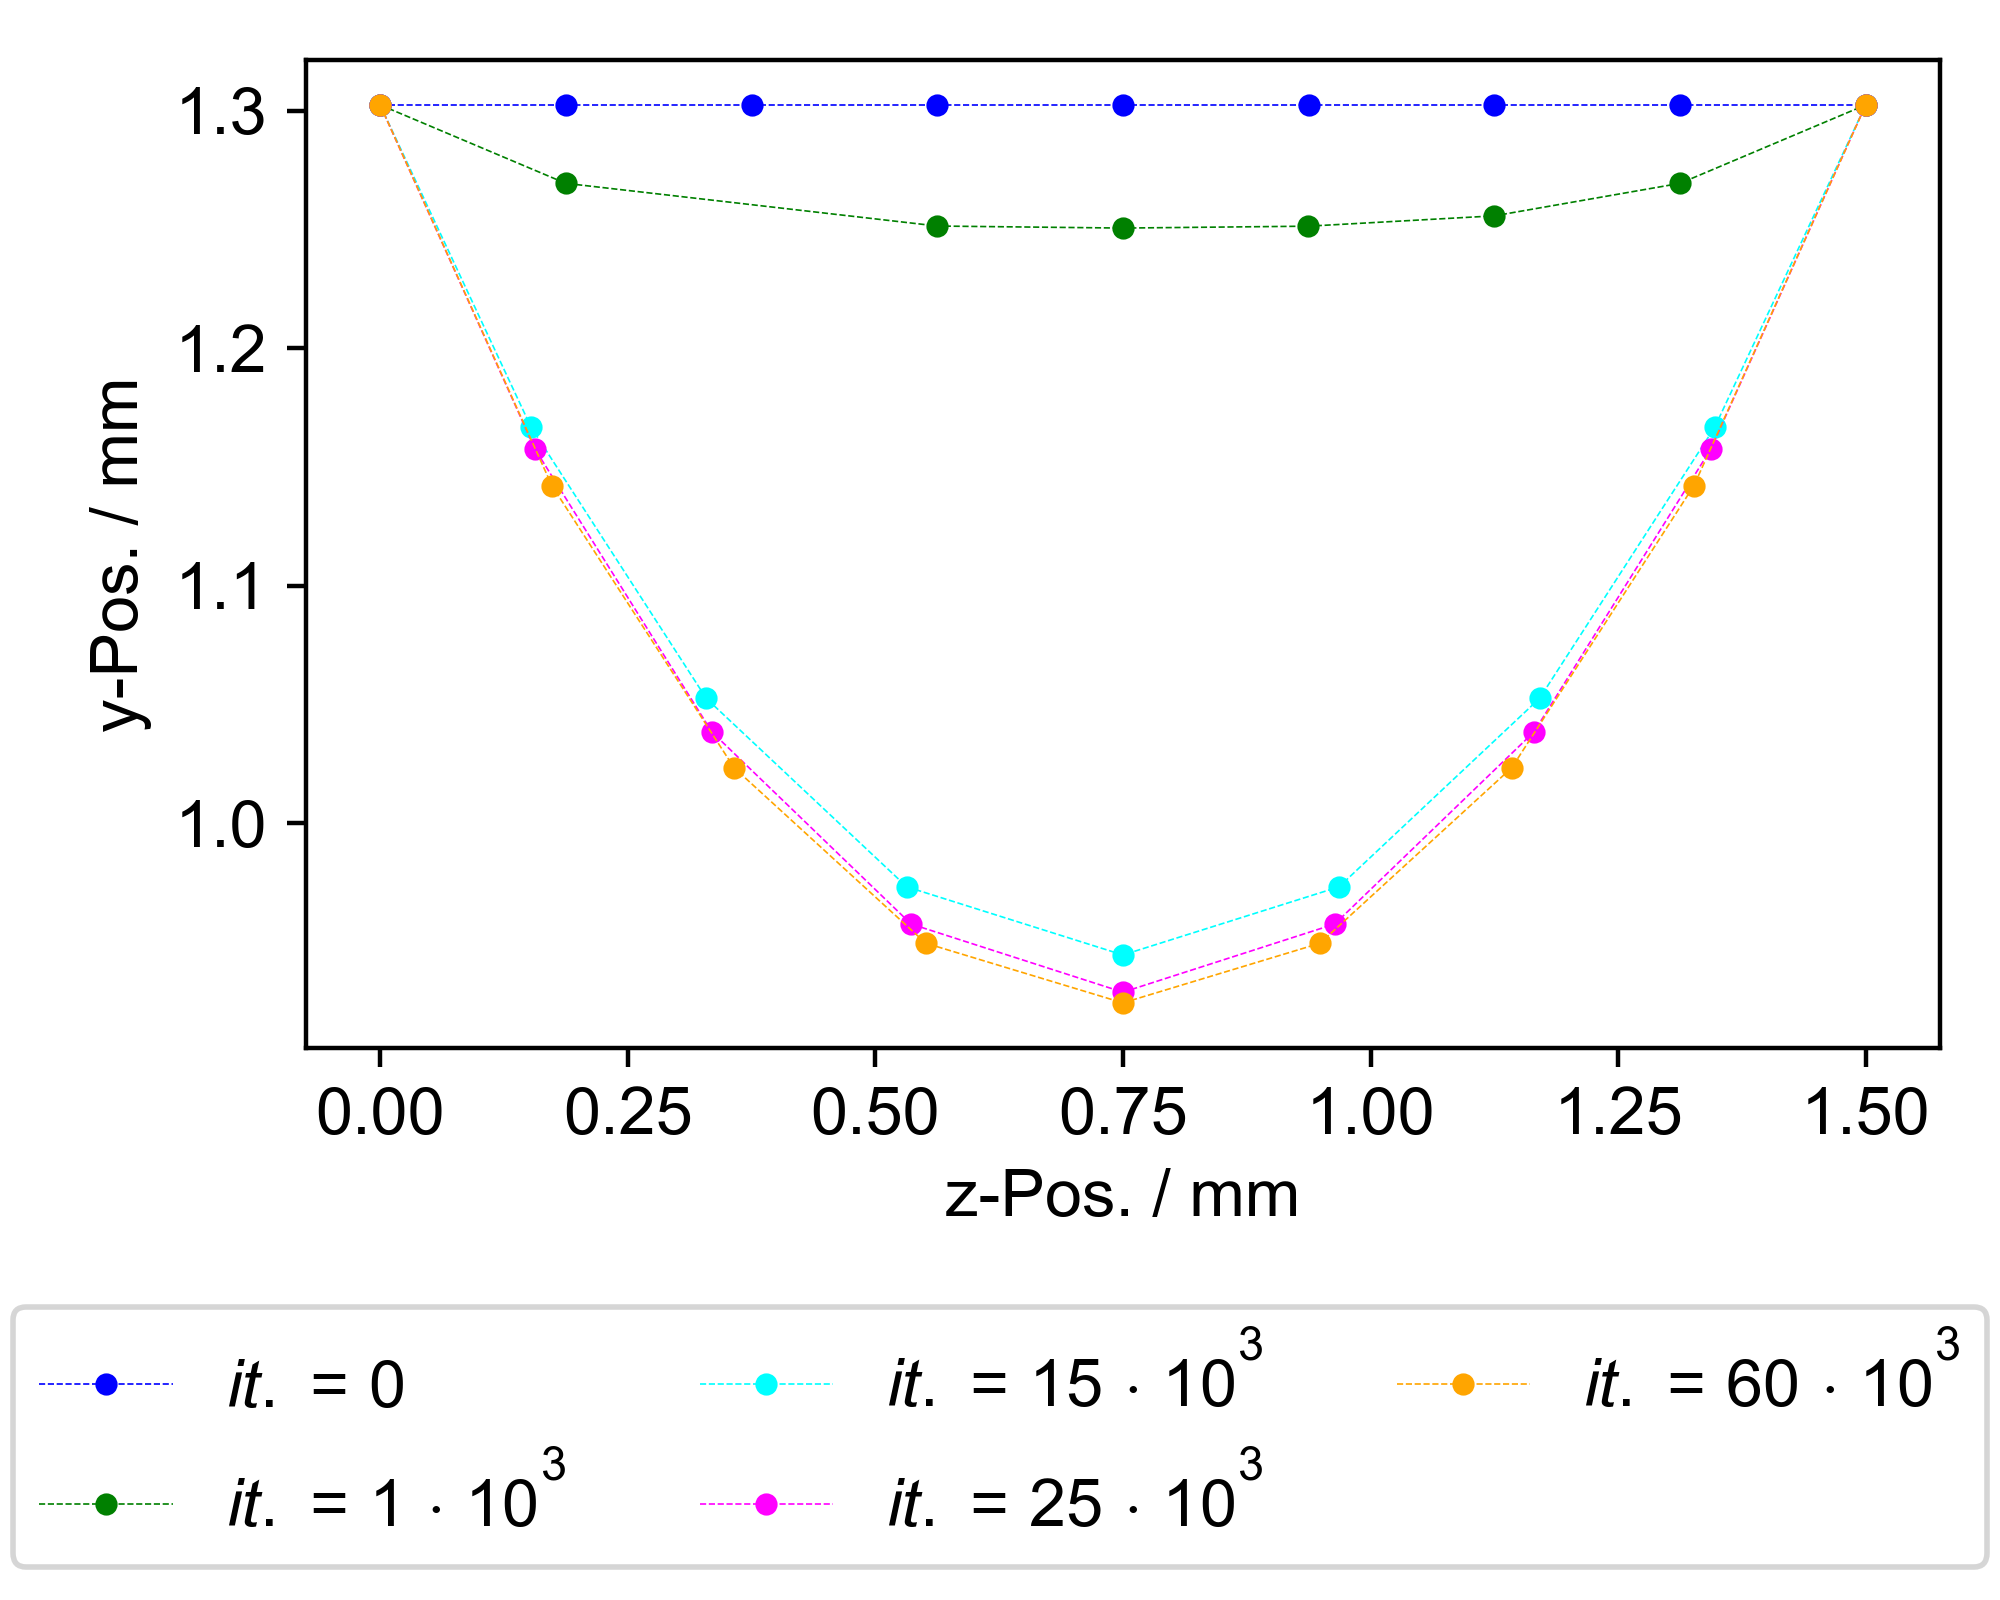 1.3
1.2
1.1
1.0
y-Pos. / mm
0.00 0.25 0.50 0.75 1.00 1.25 1.50
z-Pos. / mm
it. = 0
it. = 1 · 10³
it. = 15 · 10³
it. = 25 · 10³
it. = 60 · 10³